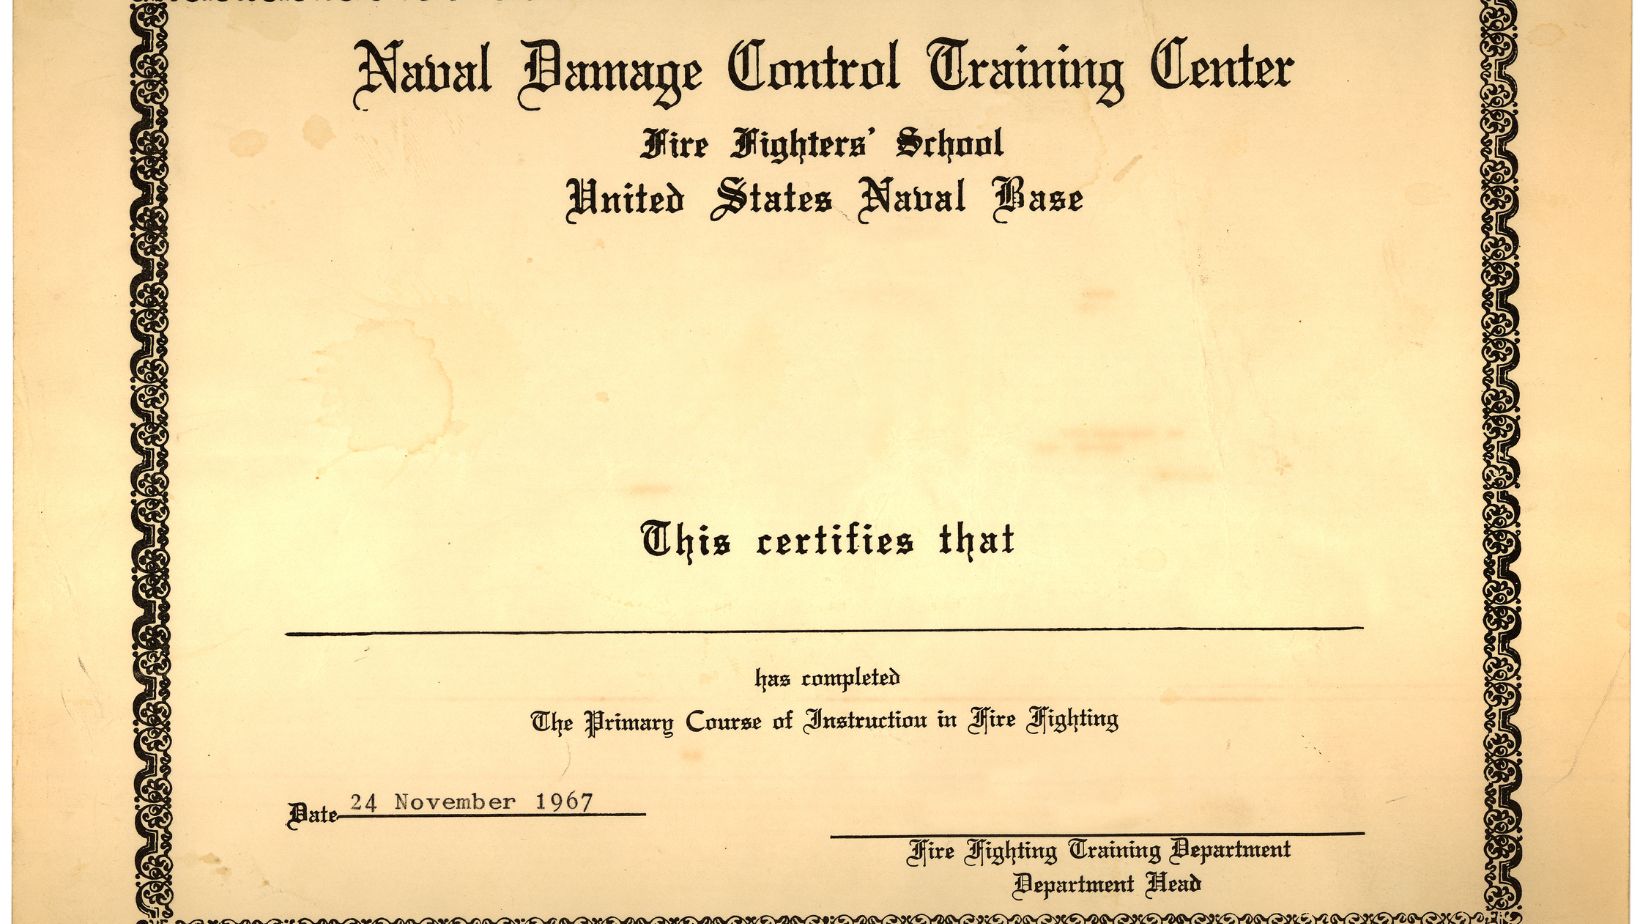 Naval Damage Control Training Center
Fire Fighters' School
United States Naval Base
This certifies that
has completed
The Primary Course of Instruction in Fire Fighting
Date 24 November 1967
Fire Fighting Training Department
Department Head